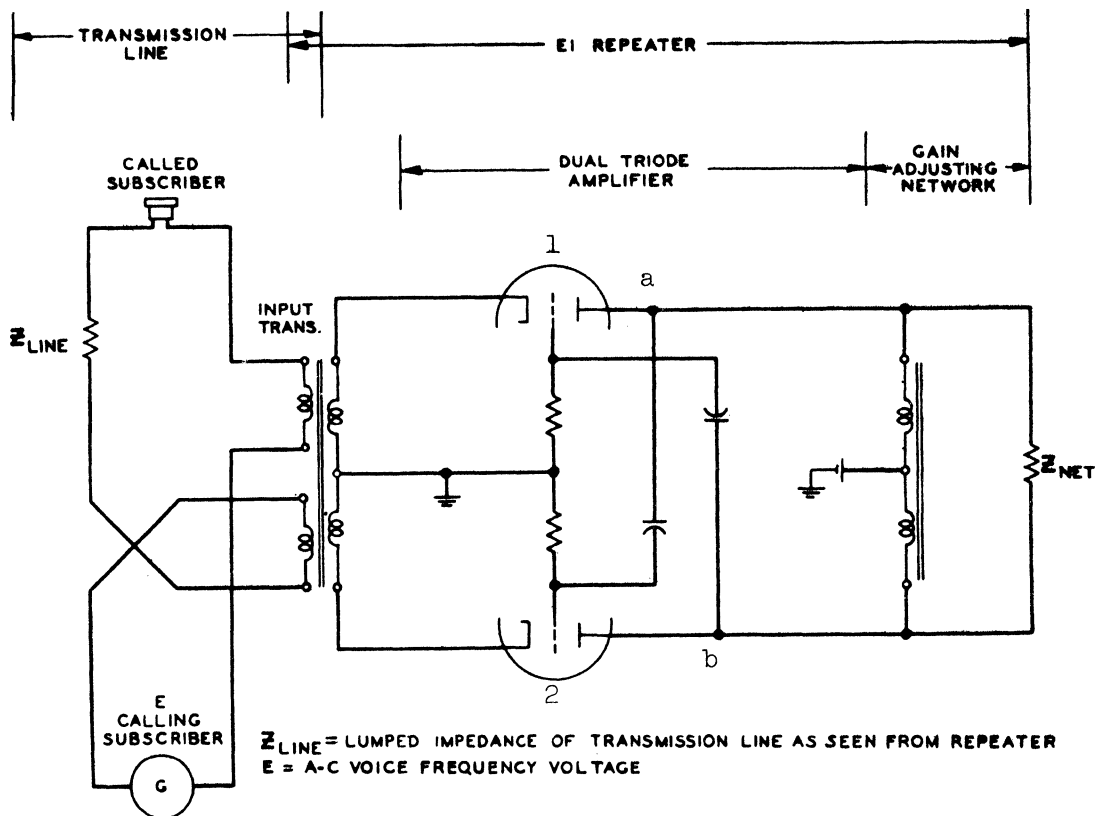 TRANSMISSION
LINE
E1 REPEATER
CALLED
SUBSCRIBER
DUAL TRIODE
AMPLIFIER
GAIN
ADJUSTING
NETWORK
1
a
INPUT
TRANS.
Z LINE
Z NET
b
2
E
CALLING
SUBSCRIBER
G
Z LINE = LUMPED IMPEDANCE OF TRANSMISSION LINE AS SEEN FROM REPEATER
E = A-C VOICE FREQUENCY VOLTAGE